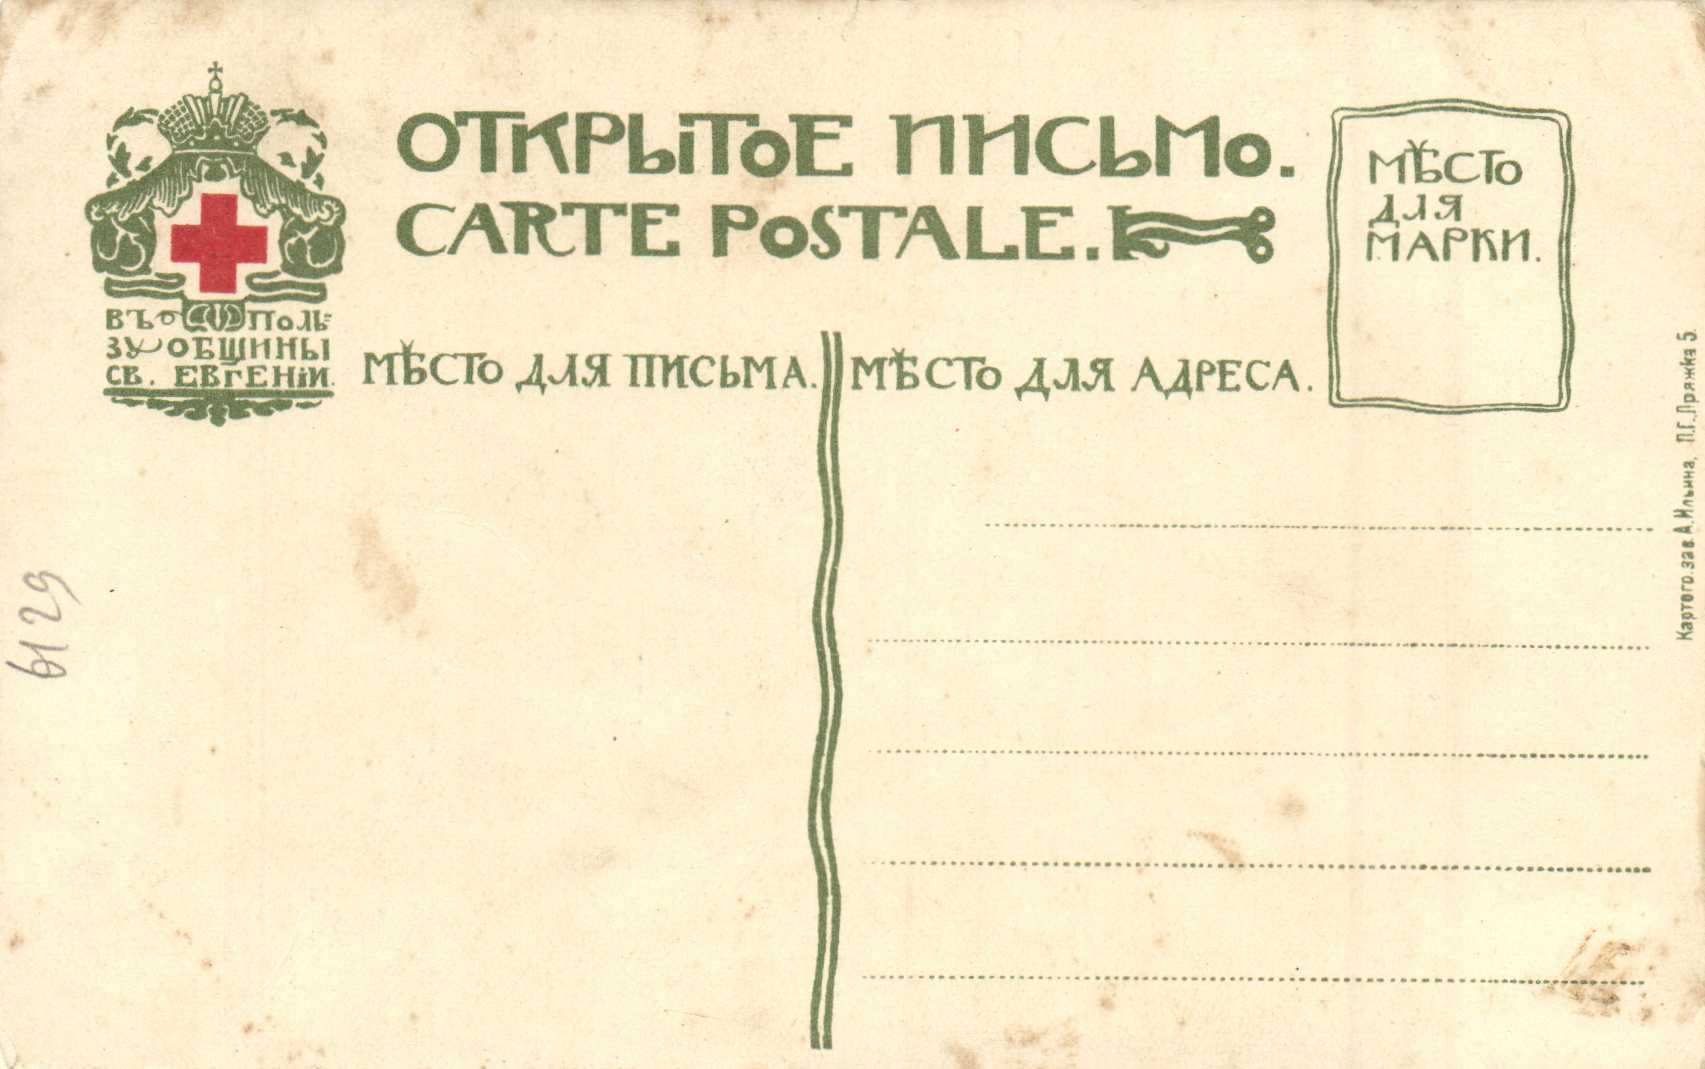 ОТКРЫТОЕ ПИСЬМО.
CARTE POSTALE.
МѢСТО
ДЛЯ
МАРКИ.
ВЪ ПОЛЬ=
ЗУ ОБЩИНЫ
СВ. ЕВГЕНІИ.
МѢСТО ДЛЯ ПИСЬМА.
МѢСТО ДЛЯ АДРЕСА.
Картогр. зав. А. Ильина, П.Г. Пряжка 5.
6129